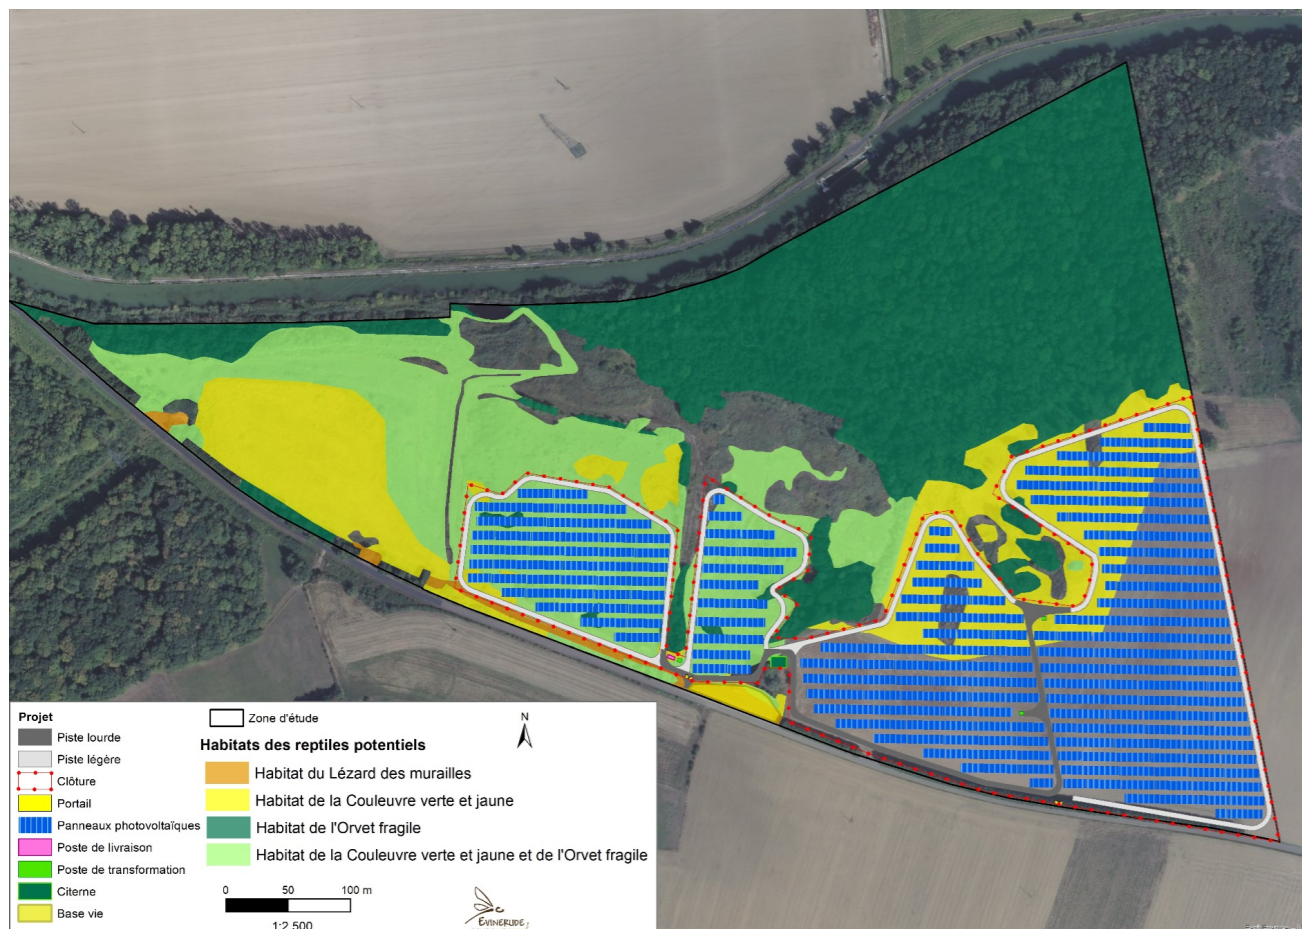 Projet
Piste lourde
Piste légère
Clôture
Portail
Panneaux photovoltaïques
Poste de livraison
Poste de transformation
Citerne
Base vie
Zone d'étude
N
Habitats des reptiles potentiels
Habitat du Lézard des murailles
Habitat de la Couleuvre verte et jaune
Habitat de l'Orvet fragile
Habitat de la Couleuvre verte et jaune et de l'Orvet fragile
0 50 100 m
1:2 500
EVINERUDE